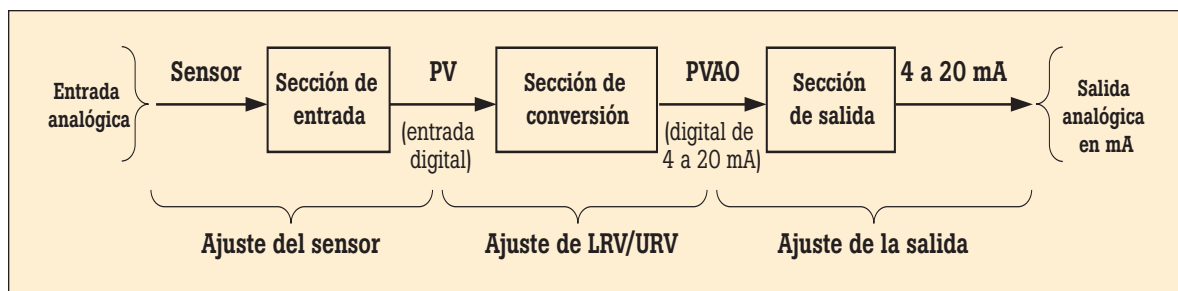 Entrada
analógica
Sensor
Sección de
entrada
PV
(entrada
digital)
Sección de
conversión
PVAO
(digital de
4 a 20 mA)
Sección
de salida
4 a 20 mA
Salida
analógica
en mA
Ajuste del sensor
Ajuste de LRV/URV
Ajuste de la salida